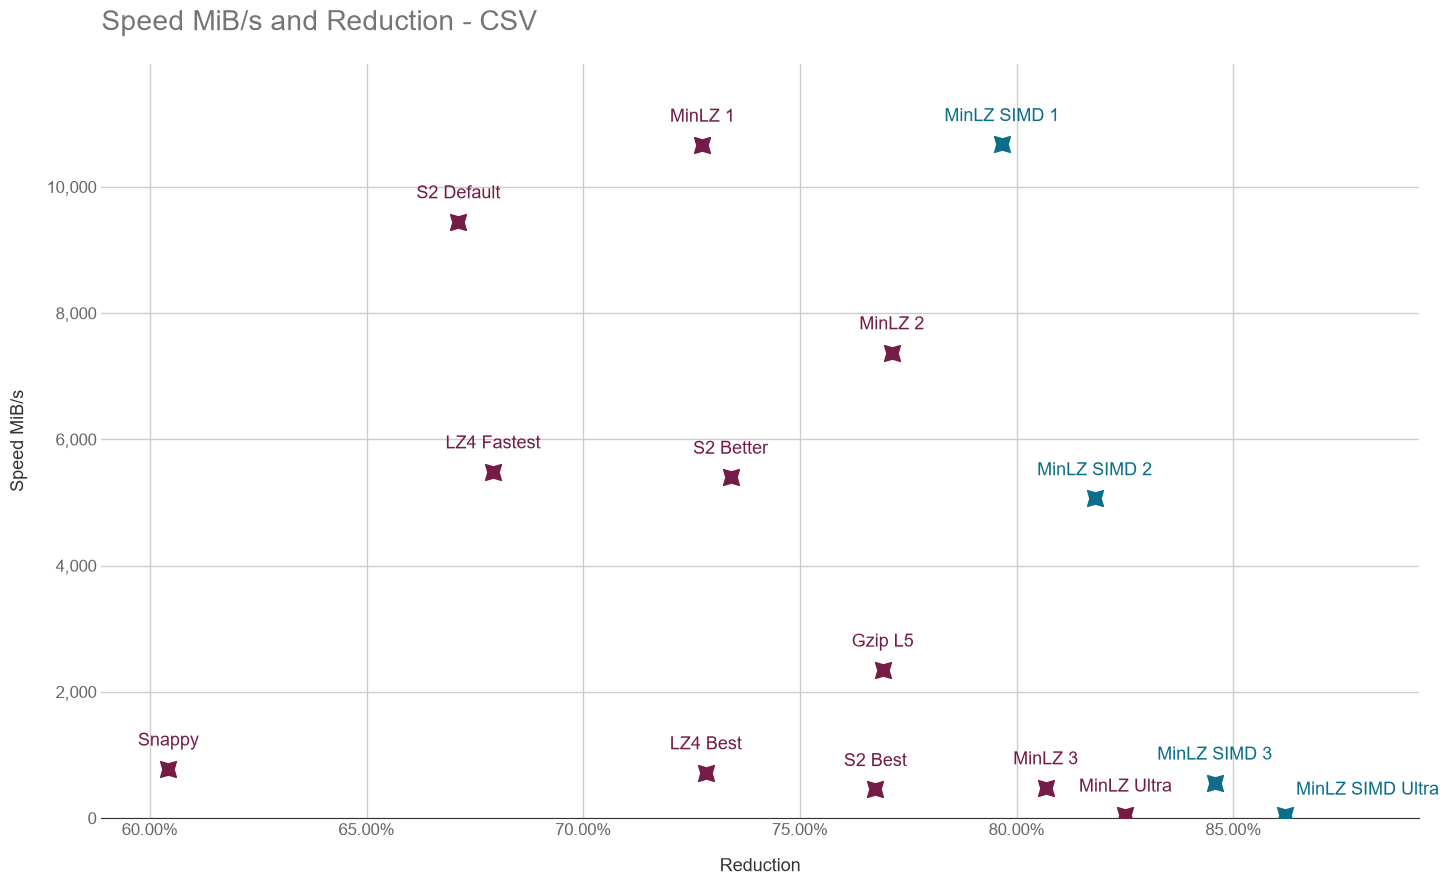 Speed MiB/s and Reduction - CSV
MinLZ 1
MinLZ SIMD 1
10,000
S2 Default
8,000
MinLZ 2
Speed MiB/s
6,000
LZ4 Fastest
S2 Better
MinLZ SIMD 2
4,000
Gzip L5
2,000
Snappy
LZ4 Best
S2 Best
MinLZ 3
MinLZ SIMD 3
MinLZ Ultra
MinLZ SIMD Ultra
0
60.00%
65.00%
70.00%
75.00%
80.00%
85.00%
Reduction